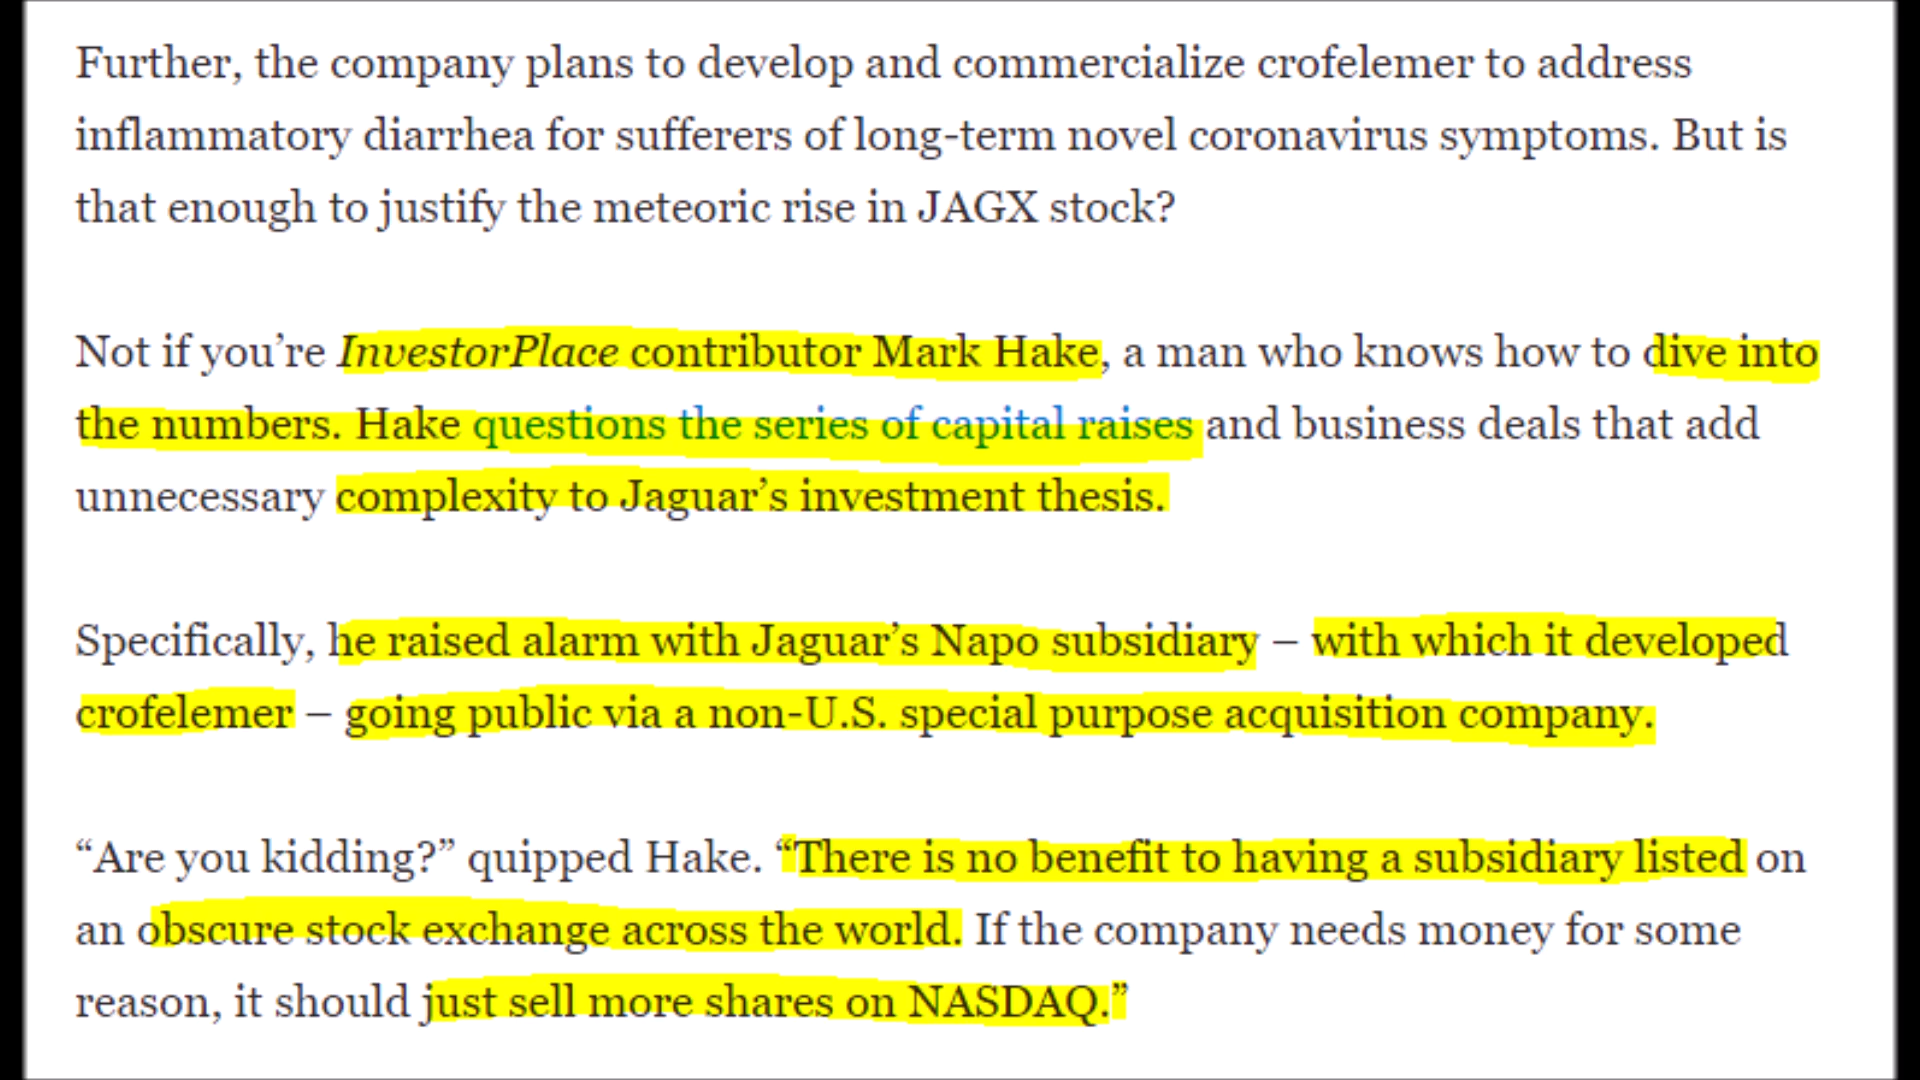 Further, the company plans to develop and commercialize crofelemer to address
inflammatory diarrhea for sufferers of long-term novel coronavirus symptoms. But is
that enough to justify the meteoric rise in JAGX stock?
Not if you’re InvestorPlace contributor Mark Hake, a man who knows how to dive into
the numbers. Hake questions the series of capital raises and business deals that add
unnecessary complexity to Jaguar’s investment thesis.
Specifically, he raised alarm with Jaguar’s Napo subsidiary – with which it developed
crofelemer – going public via a non-U.S. special purpose acquisition company.
“Are you kidding?” quipped Hake. “There is no benefit to having a subsidiary listed on
an obscure stock exchange across the world. If the company needs money for some
reason, it should just sell more shares on NASDAQ.”